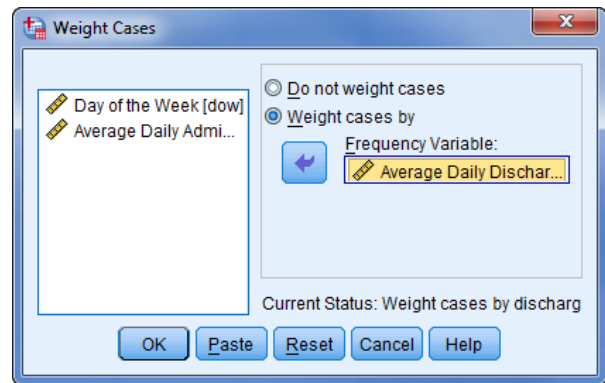 Weight Cases
Day of the Week [dow]
Average Daily Admi...
Do not weight cases
Weight cases by
Frequency Variable:
Average Daily Dischar...
Current Status: Weight cases by discharg
OK
Paste
Reset
Cancel
Help